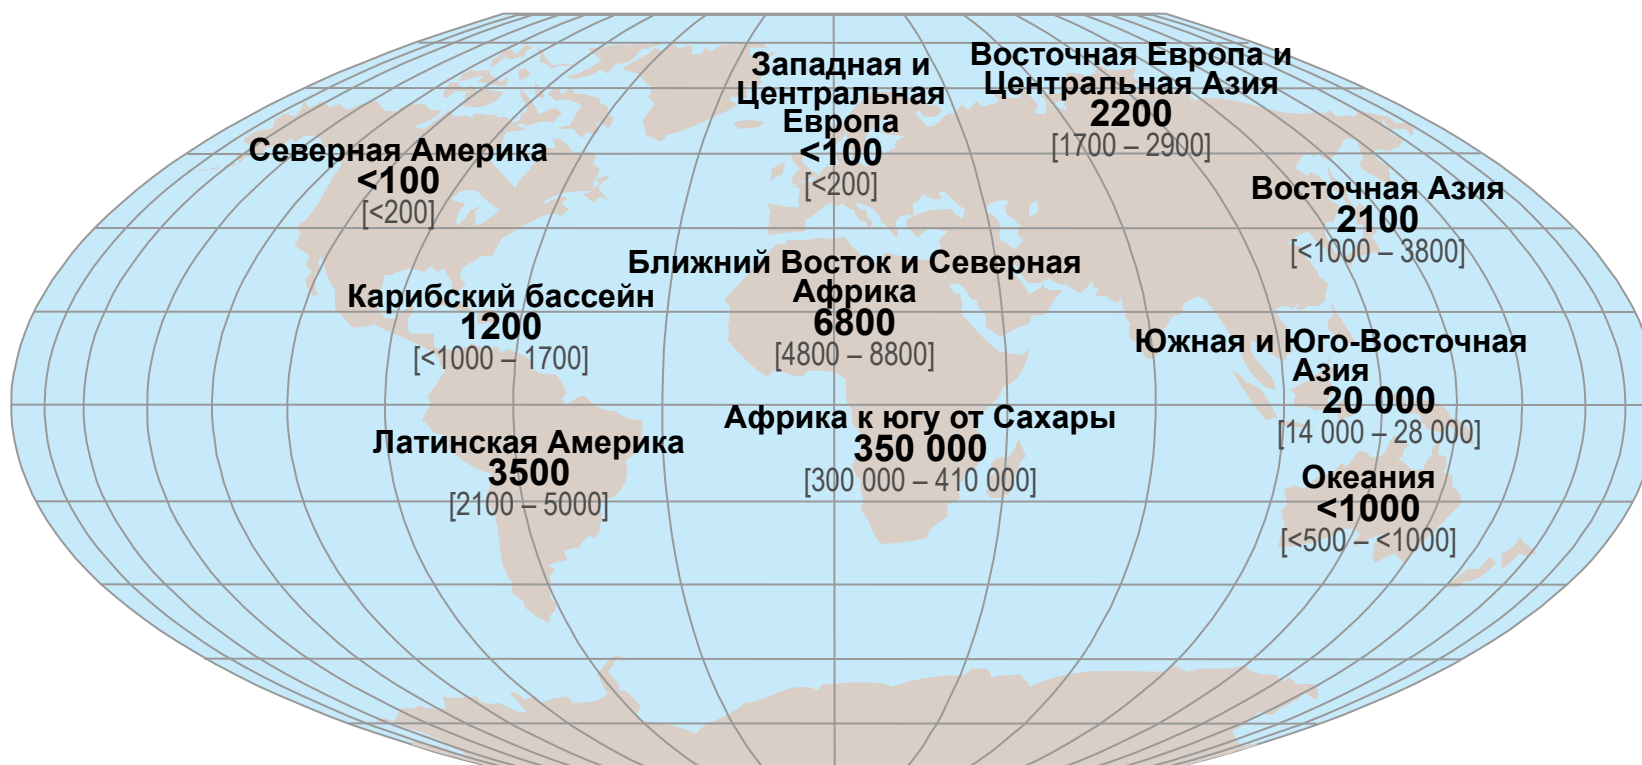 Западная и
Центральная
Европа
<100
[<200]
Восточная Европа и
Центральная Азия
2200
[1700 – 2900]
Северная Америка
<100
[<200]
Восточная Азия
2100
[<1000 – 3800]
Ближний Восток и Северная
Африка
6800
[4800 – 8800]
Карибский бассейн
1200
[<1000 – 1700]
Южная и Юго-Восточная
Азия
20 000
[14 000 – 28 000]
Африка к югу от Сахары
350 000
[300 000 – 410 000]
Латинская Америка
3500
[2100 – 5000]
Океания
<1000
[<500 – <1000]